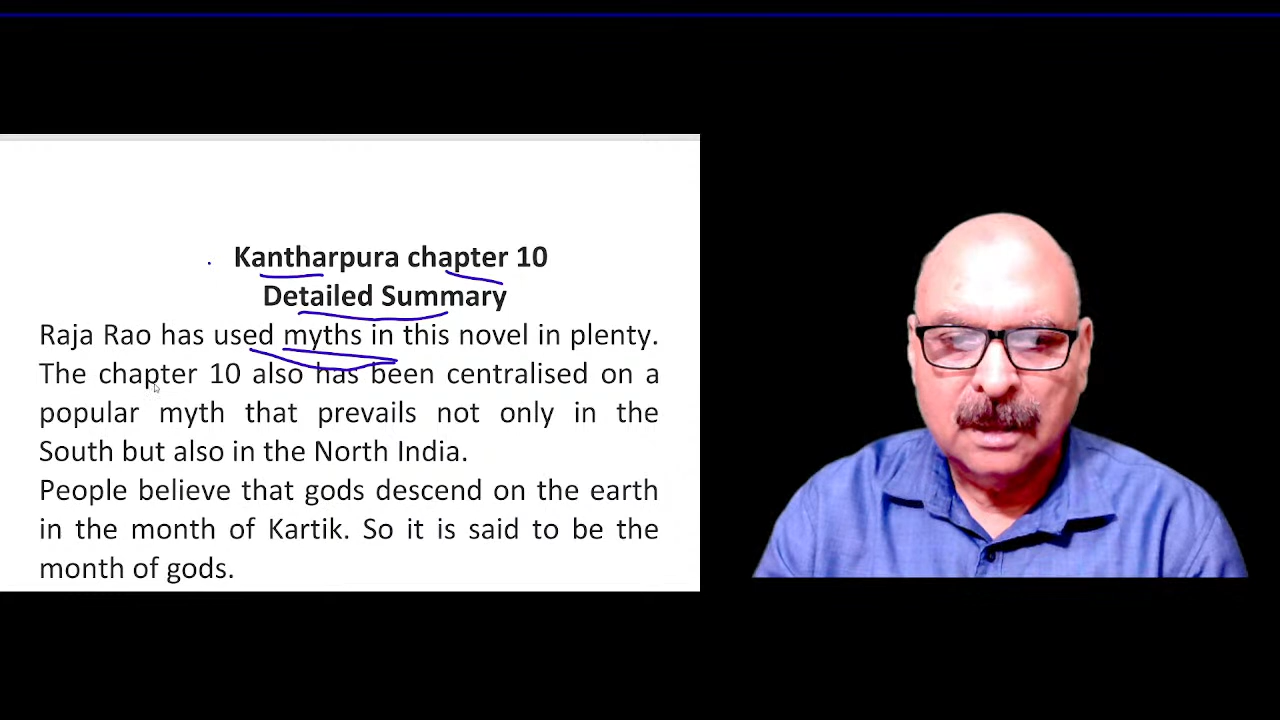 Kantharpura chapter 10
Detailed Summary
Raja Rao has used myths in this novel in plenty.
The chapter 10 also has been centralised on a
popular myth that prevails not only in the
South but also in the North India.
People believe that gods descend on the earth
in the month of Kartik. So it is said to be the
month of gods.